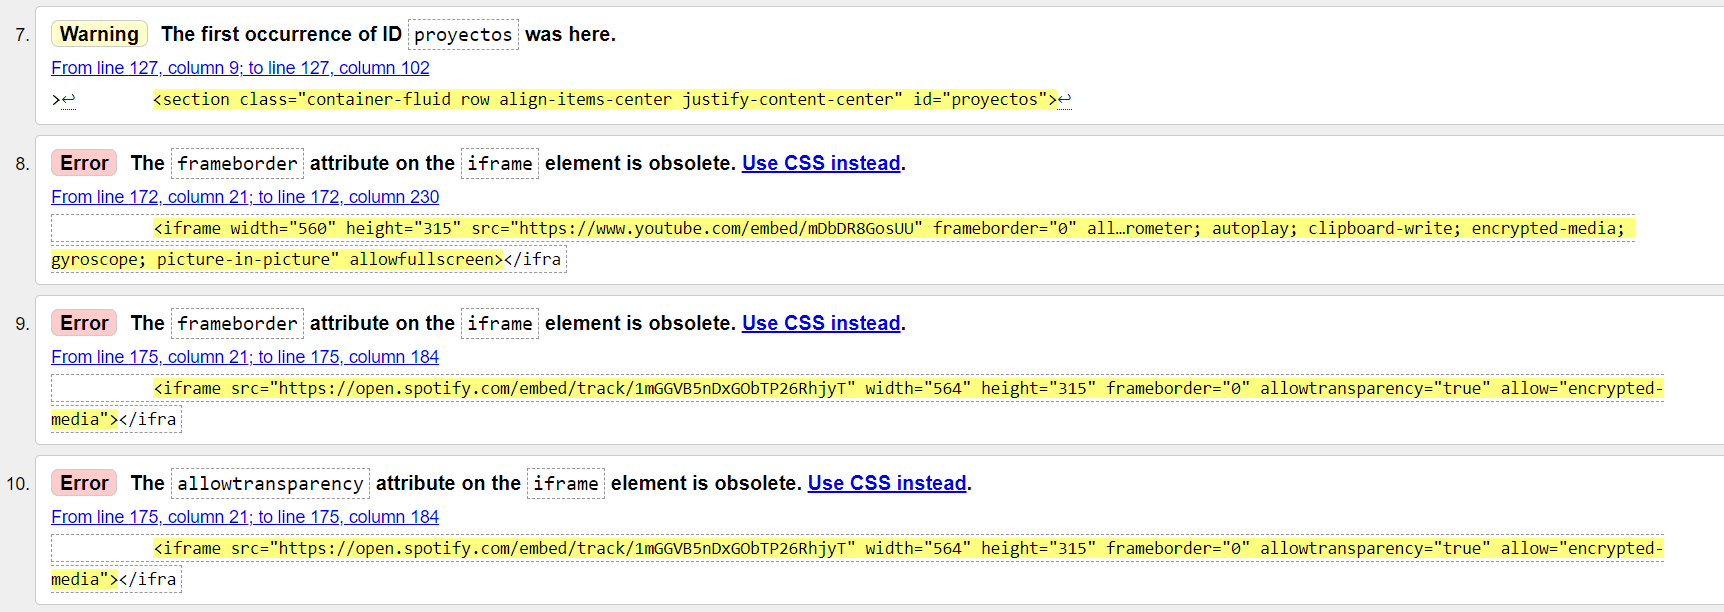 7. Warning The first occurrence of ID proyectos was here.
From line 127, column 9; to line 127, column 102
>↩ <section class="container-fluid row align-items-center justify-content-center" id="proyectos">↩
8. Error The frameborder attribute on the iframe element is obsolete. Use CSS instead.
From line 172, column 21; to line 172, column 230
<iframe width="560" height="315" src="https://www.youtube.com/embed/mDbDR8GosUU" frameborder="0" all…rometer; autoplay; clipboard-write; encrypted-media;
gyroscope; picture-in-picture" allowfullscreen></ifra
9. Error The frameborder attribute on the iframe element is obsolete. Use CSS instead.
From line 175, column 21; to line 175, column 184
<iframe src="https://open.spotify.com/embed/track/1mGGVB5nDxGObTP26RhjyT" width="564" height="315" frameborder="0" allowtransparency="true" allow="encrypted-
media"></ifra
10. Error The allowtransparency attribute on the iframe element is obsolete. Use CSS instead.
From line 175, column 21; to line 175, column 184
<iframe src="https://open.spotify.com/embed/track/1mGGVB5nDxGObTP26RhjyT" width="564" height="315" frameborder="0" allowtransparency="true" allow="encrypted-
media"></ifra